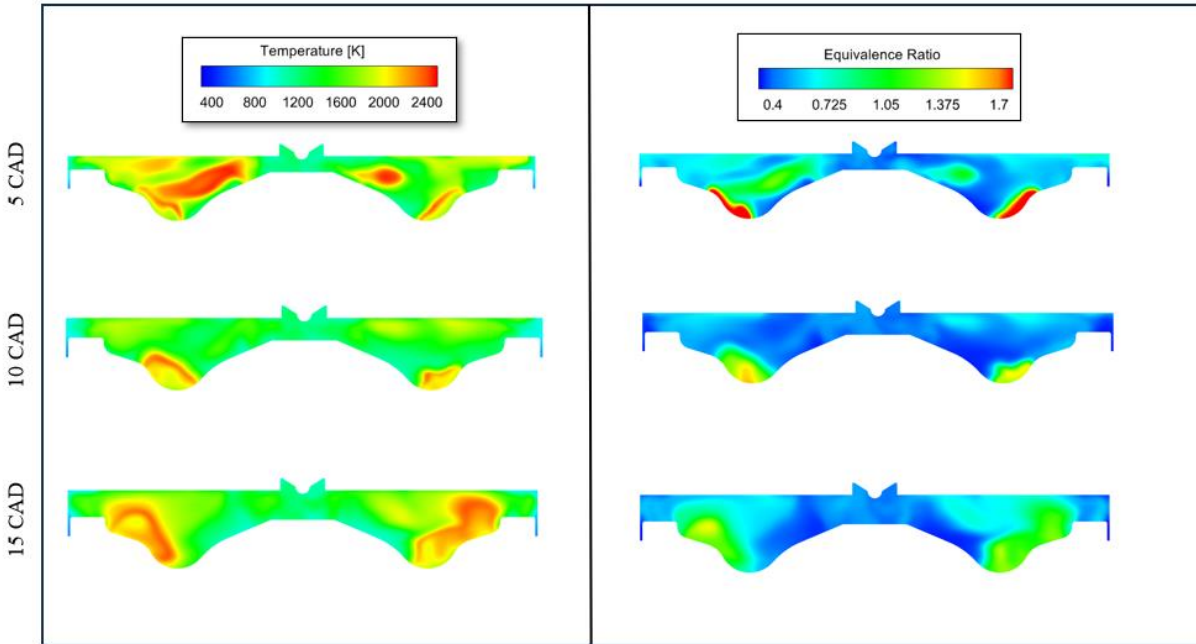 Temperature [K]
400 800 1200 1600 2000 2400
Equivalence Ratio
0.4 0.725 1.05 1.375 1.7
5 CAD
10 CAD
15 CAD